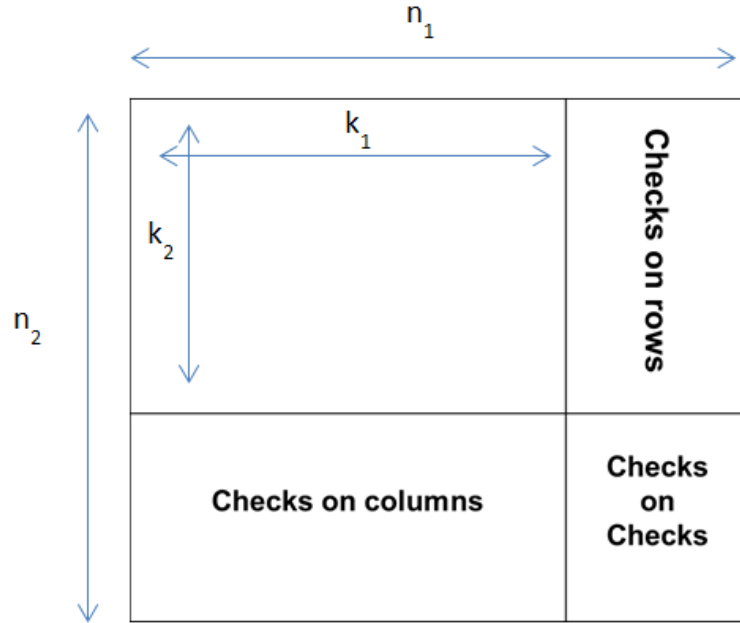 n₁
k₁
Checks on rows
k₂
n₂
Checks on columns
Checks
on
Checks